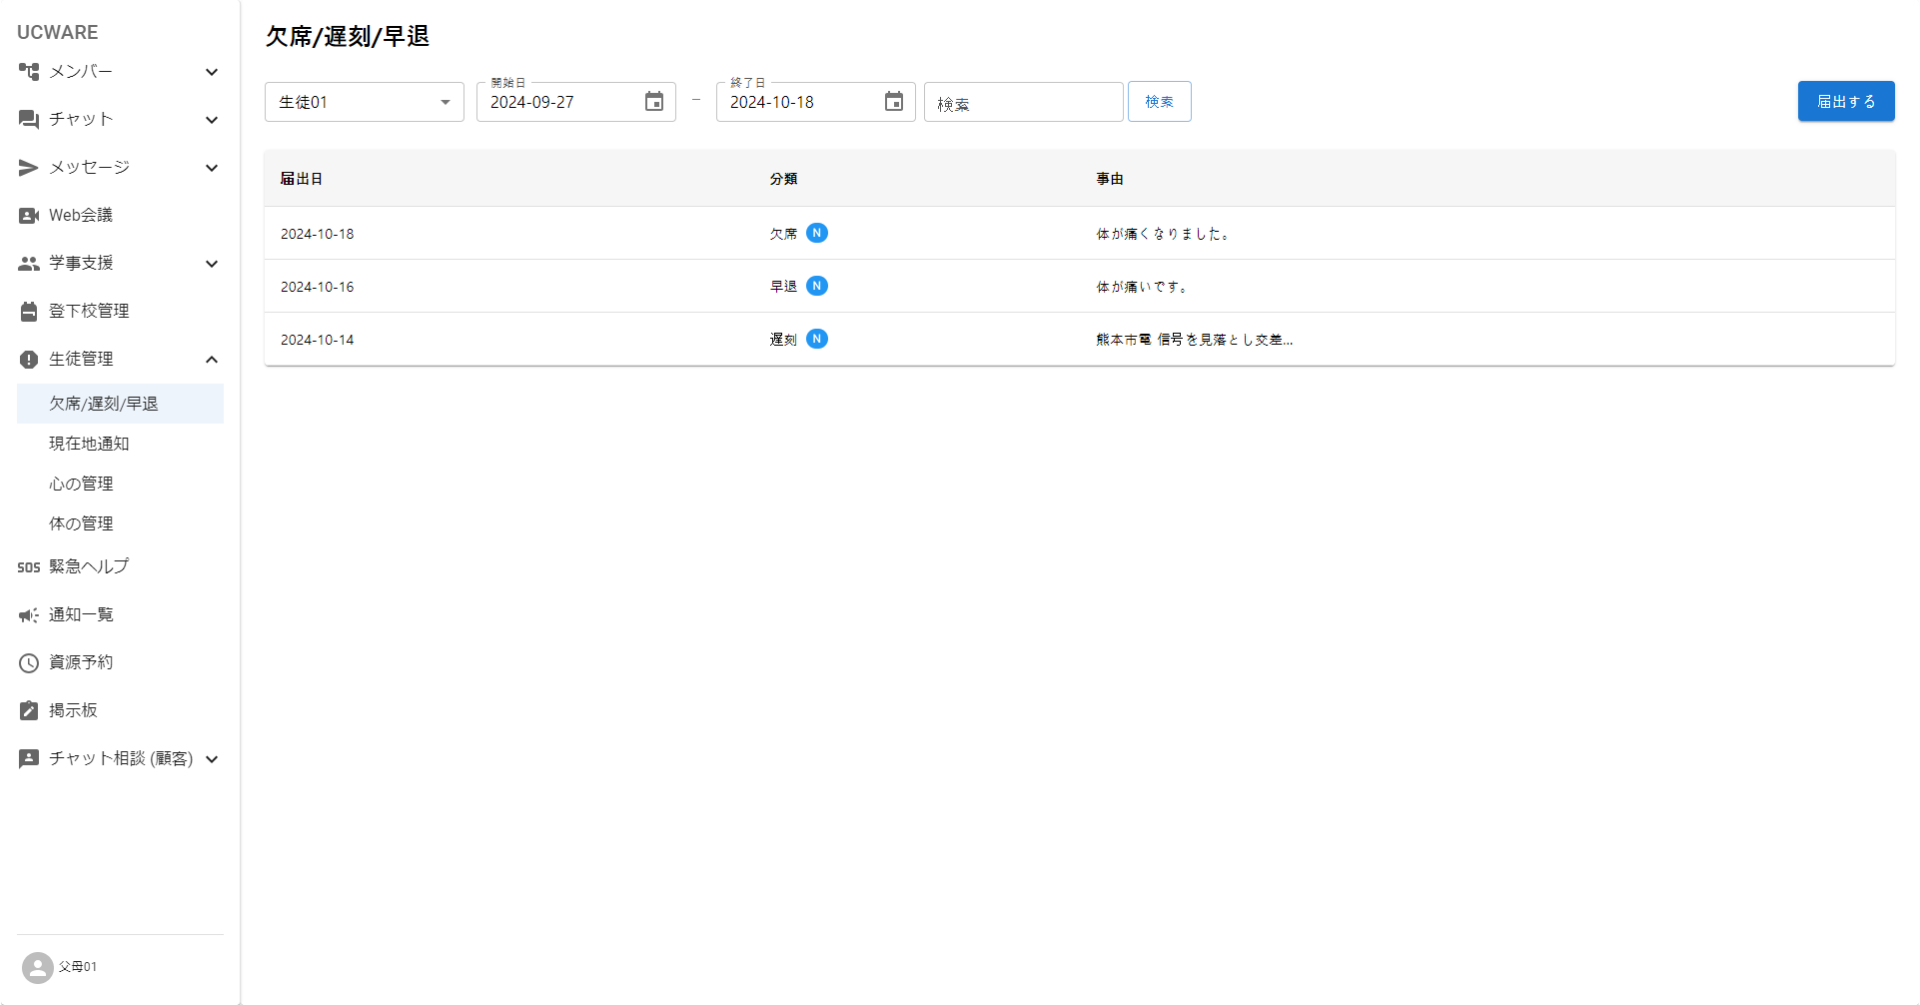 UCWARE
メンバー
チャット
メッセージ
Web会議
学事支援
登下校管理
生徒管理
欠席/遅刻/早退
現在地通知
心の管理
体の管理
SOS 緊急ヘルプ
通知一覧
資源予約
掲示板
チャット相談 (顧客)
父母01
欠席/遅刻/早退
生徒01
開始日
2024-09-27
–
終了日
2024-10-18
検索
検索
届出する
届出日 分類 事由
2024-10-18 欠席 N 体が痛くなりました。
2024-10-16 早退 N 体が痛いです。
2024-10-14 遅刻 N 熊本市電 信号を見落とし交差...